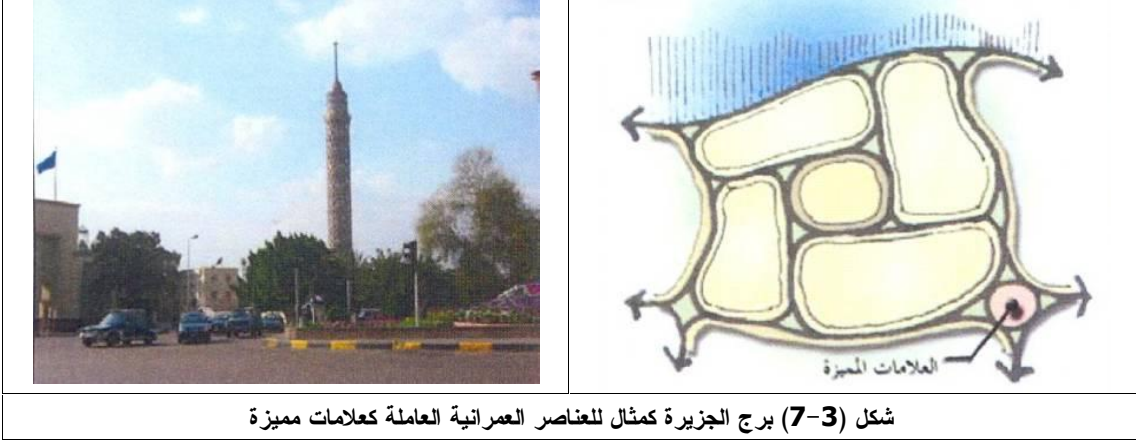 العلامات المميزة
شكل (3-7) برج الجزيرة كمثال للعناصر العمرانية العاملة كعلامات مميزة